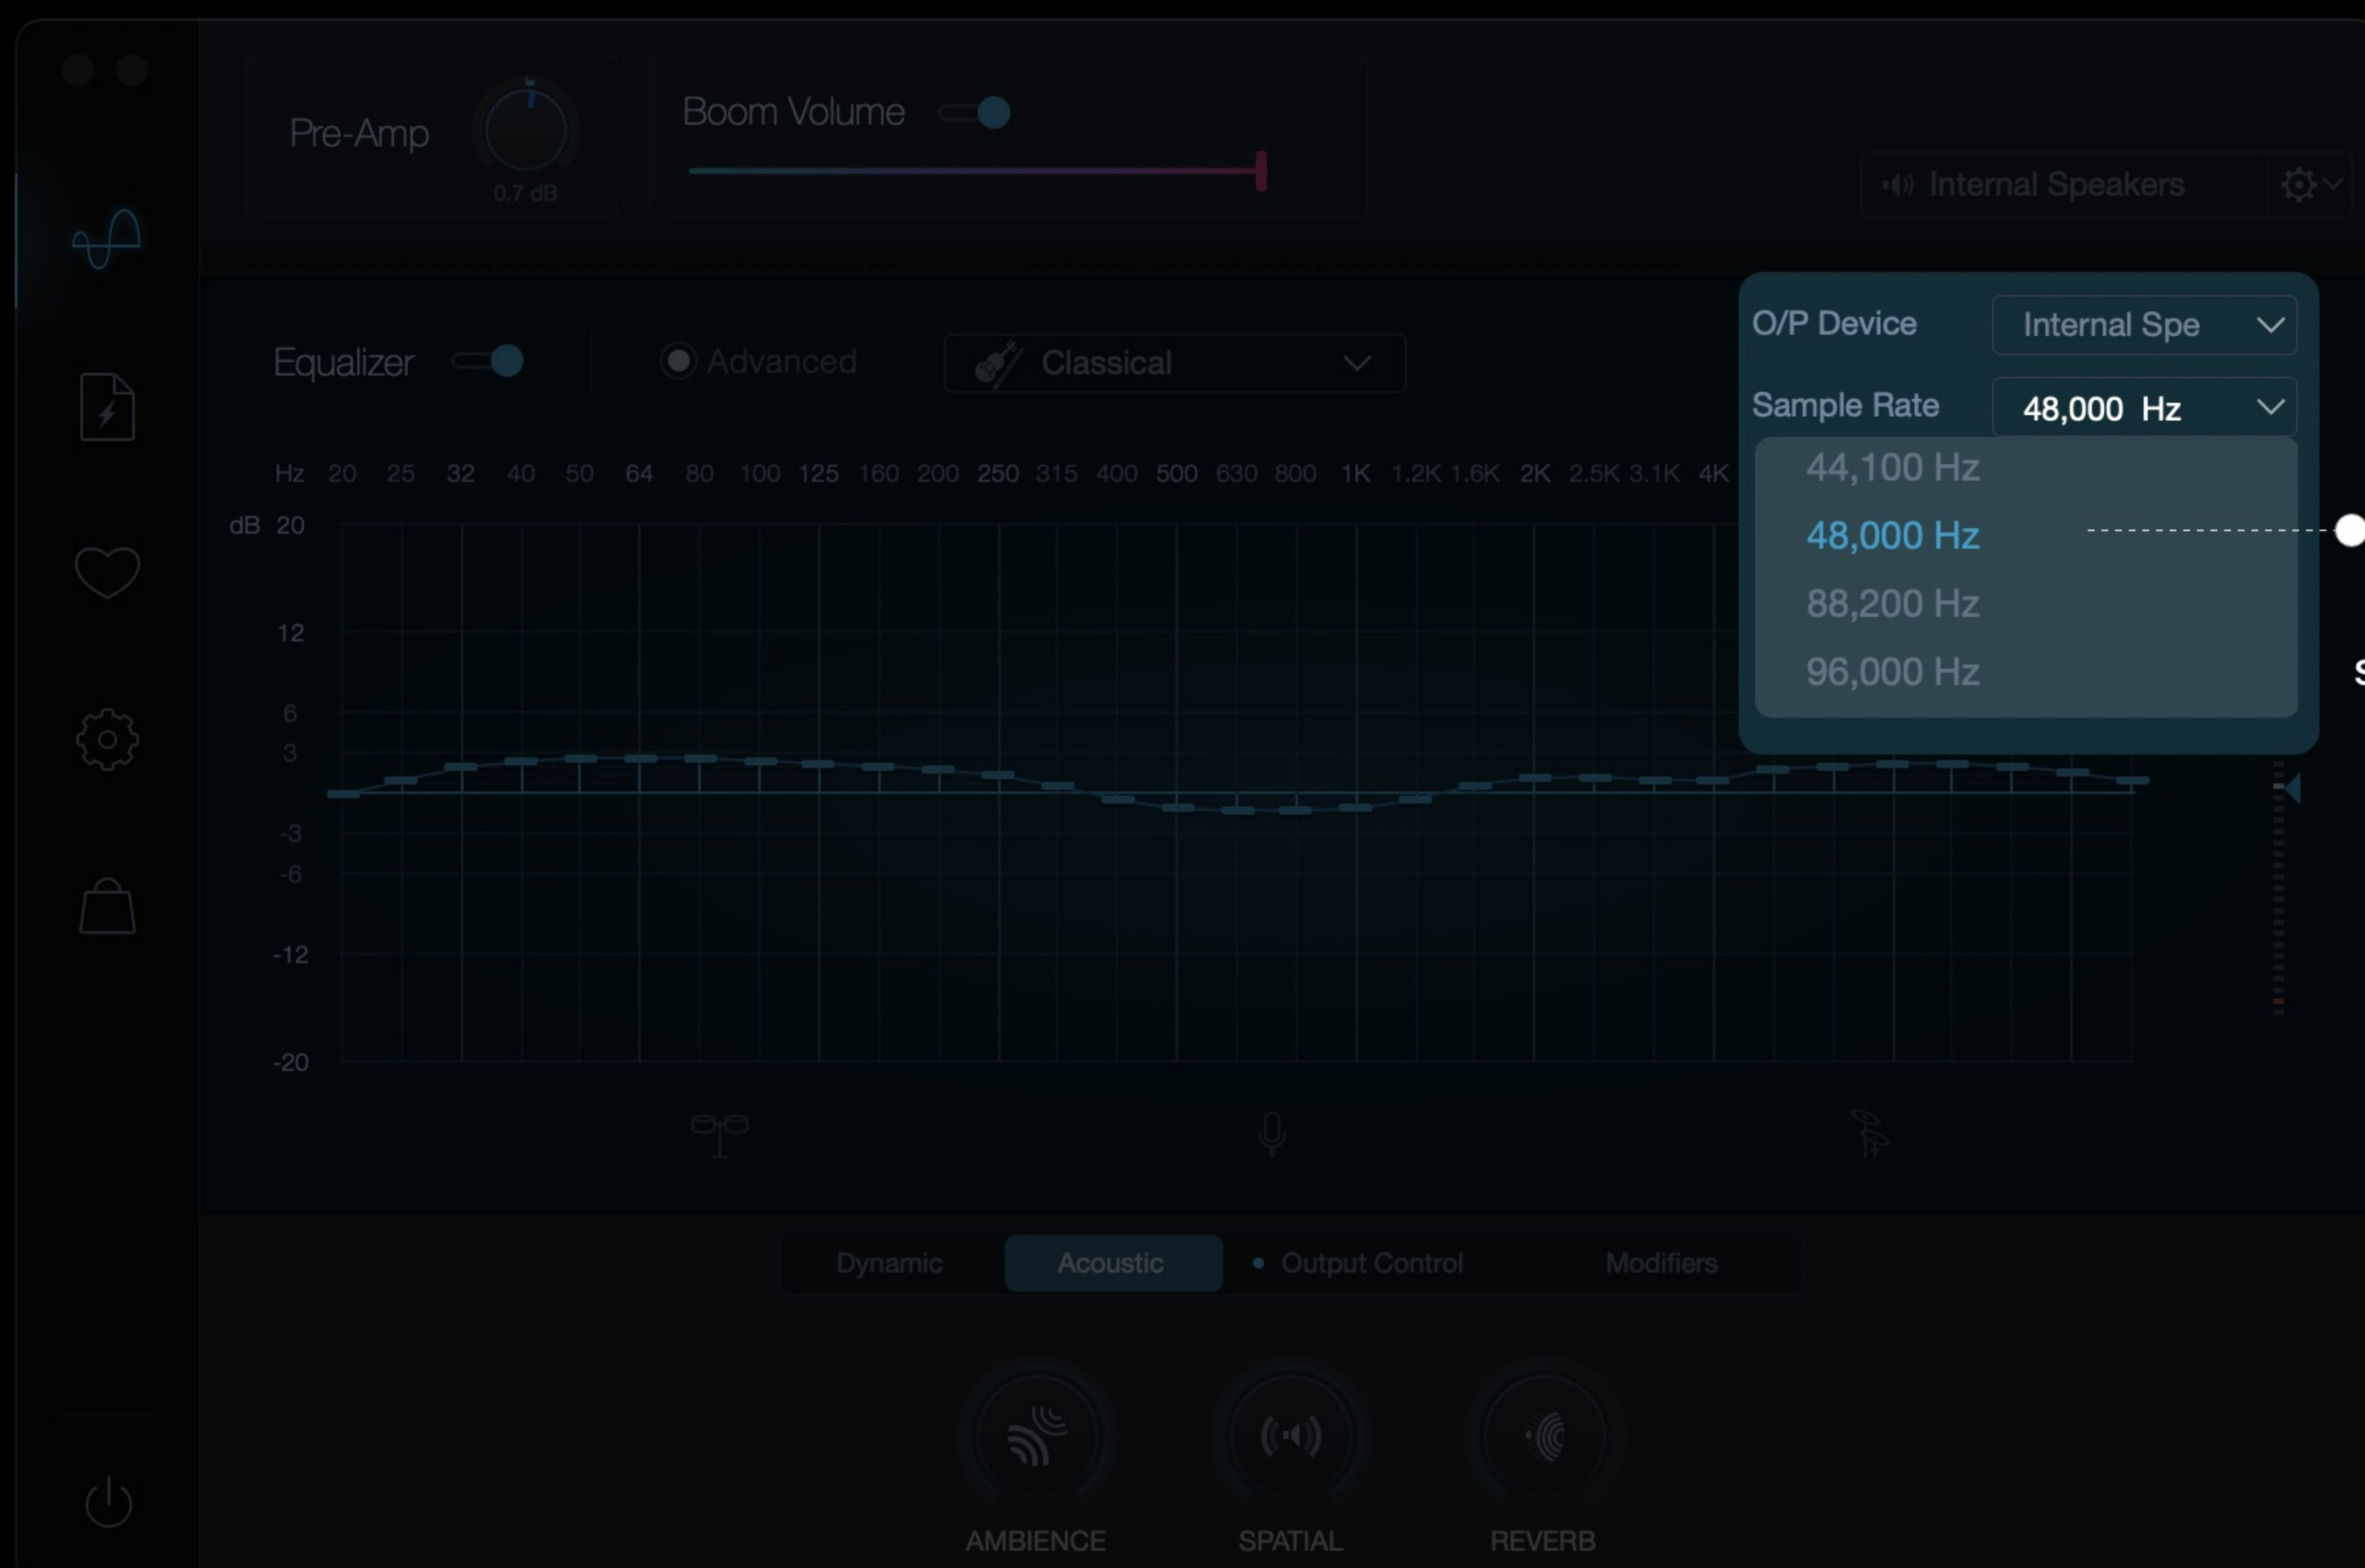 Pre-Amp
0.7 dB
Boom Volume
Internal Speakers
Equalizer
Advanced
Classical
O/P Device
Internal Spe
Sample Rate
48,000 Hz
44,100 Hz
48,000 Hz
88,200 Hz
96,000 Hz
Hz 20 25 32 40 50 64 80 100 125 160 200 250 315 400 500 630 800 1K 1.2K 1.6K 2K 2.5K 3.1K 4K
dB 20
12
6
3
-3
-6
-12
-20
Dynamic
Acoustic
Output Control
Modifiers
AMBIENCE
SPATIAL
REVERB